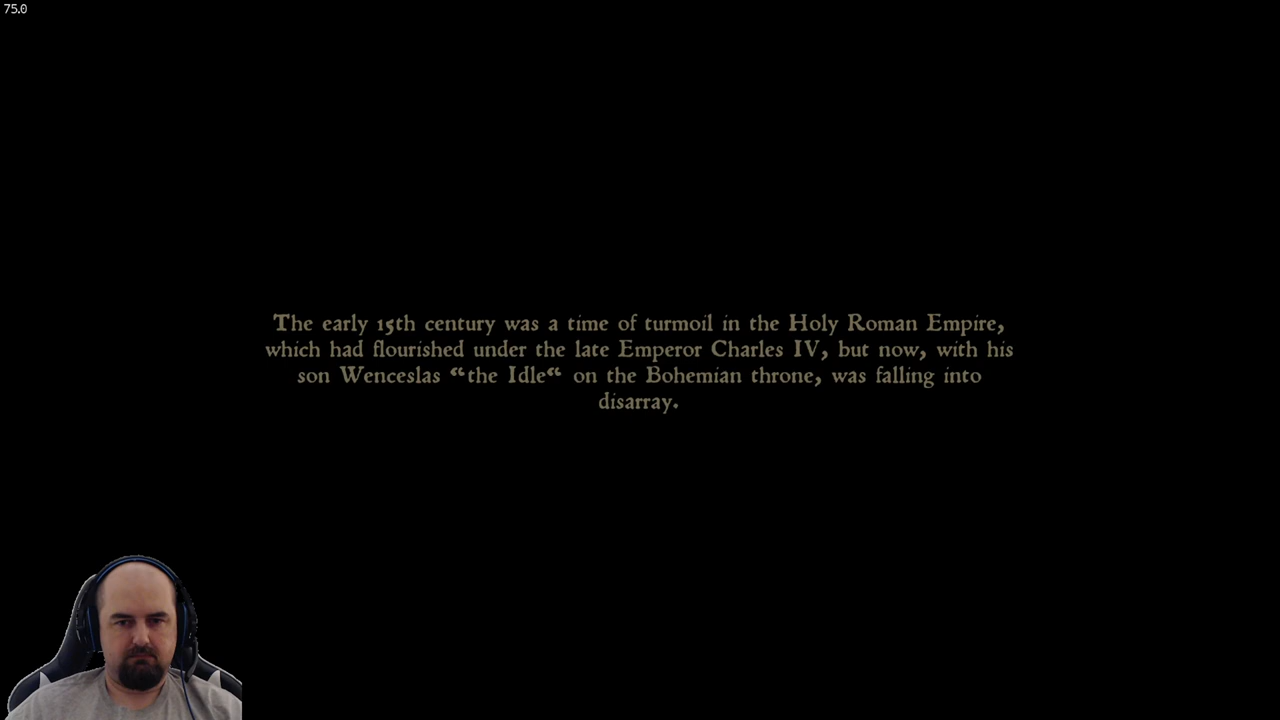 75.0
The early 15th century was a time of turmoil in the Holy Roman Empire,
which had flourished under the late Emperor Charles IV, but now, with his
son Wenceslas “the Idle“ on the Bohemian throne, was falling into
disarray.